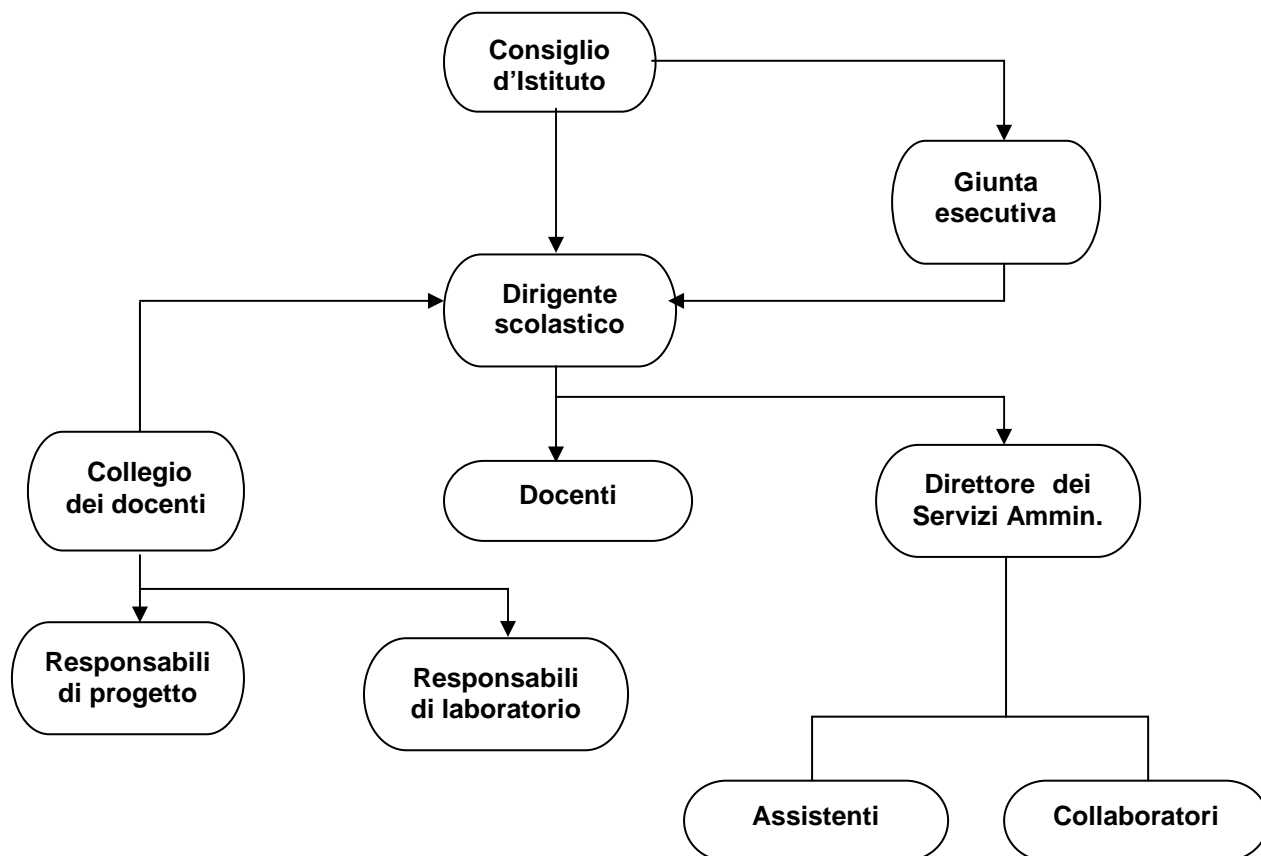 Consiglio
d’Istituto
Giunta
esecutiva
Dirigente
scolastico
Collegio
dei docenti
Docenti
Direttore dei
Servizi Ammin.
Responsabili
di progetto
Responsabili
di laboratorio
Assistenti
Collaboratori